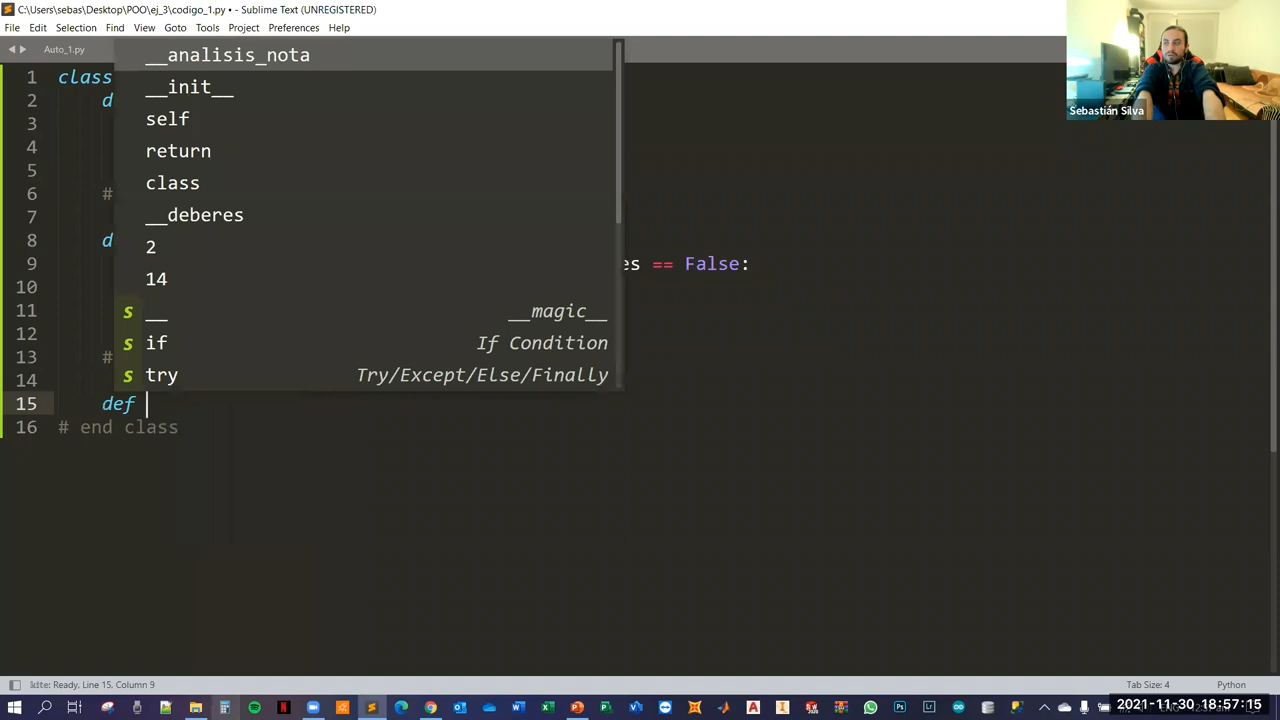 C:\Users\sebas\Desktop\POO\ej_3\codigo_1.py • - Sublime Text (UNREGISTERED)
File Edit Selection Find View Goto Tools Project Preferences Help
Auto_1.py
Sebastián Silva
1 class
2 d
3
4
5
6 #
7
8 d
9 es == False:
10
11
12
13 #
14
15 def
16 # end class
__analisis_nota
__init__
self
return
class
__deberes
2
14
s __ __magic__
s if If Condition
s try Try/Except/Else/Finally
Ready, Line 15, Column 9
Tab Size: 4
Python
2021-11-30 18:57:15